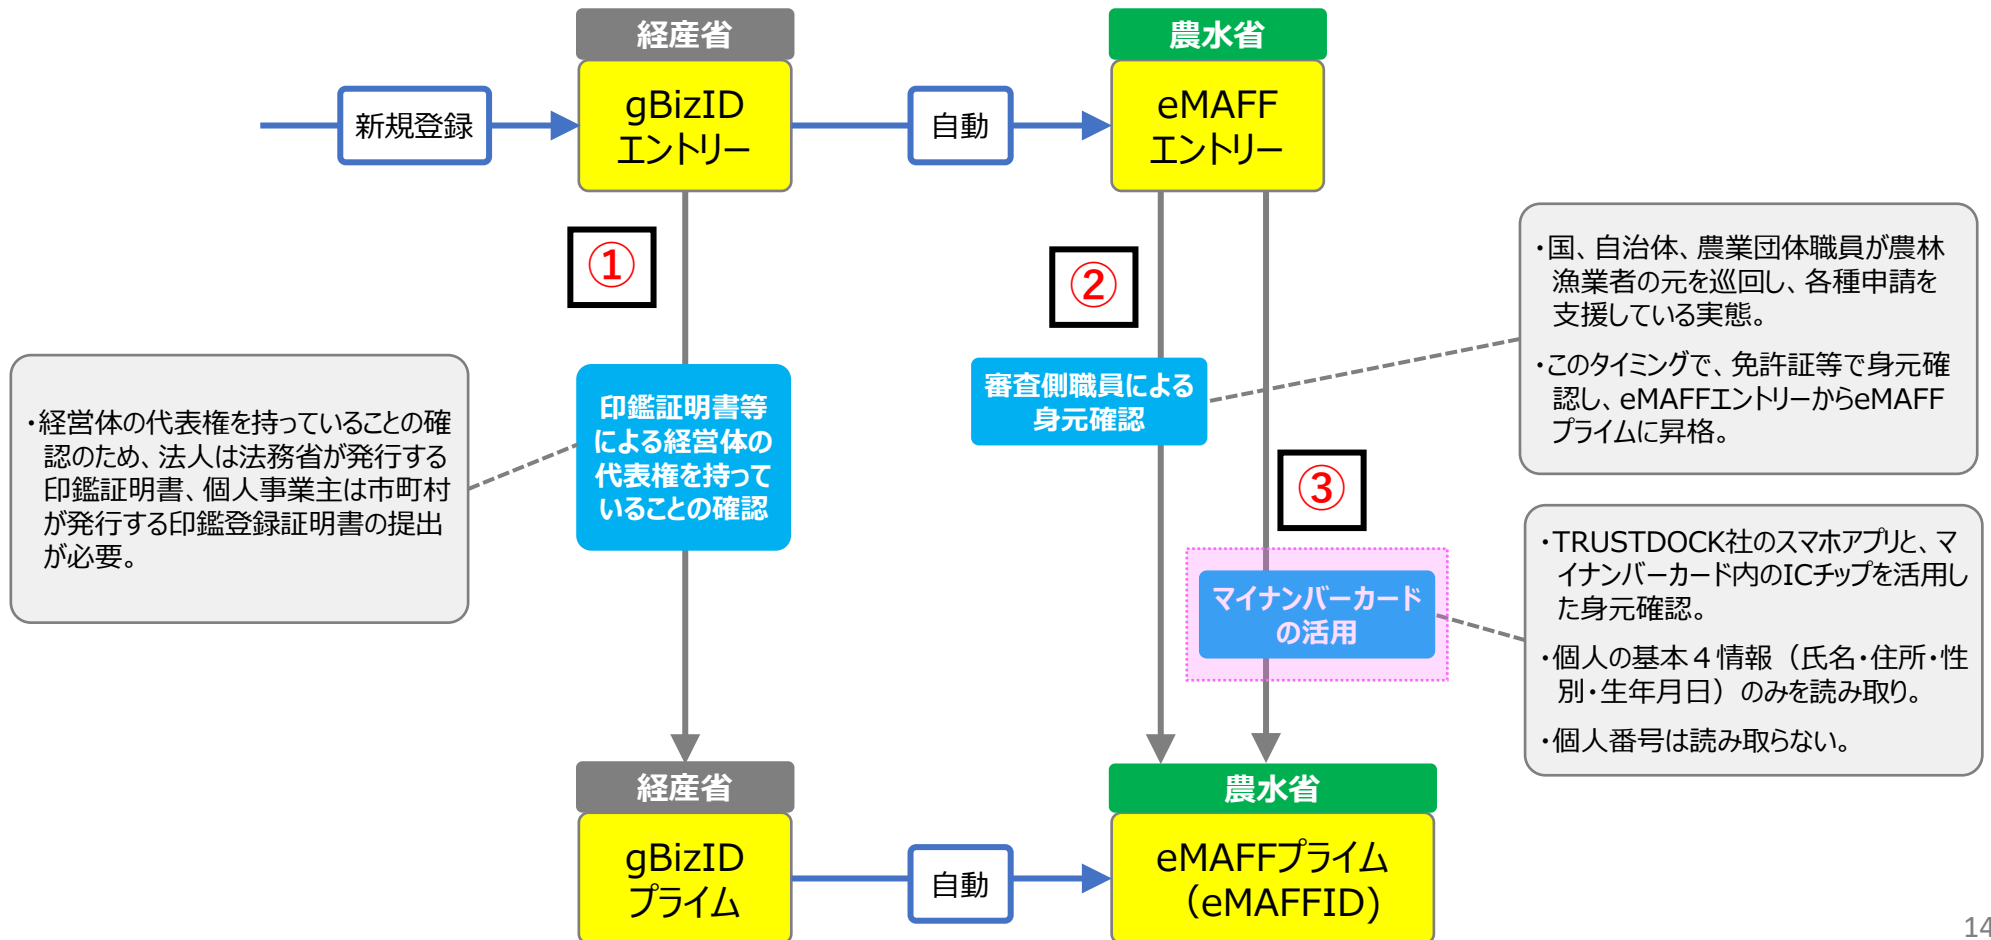 経産省
農水省
新規登録
gBizID
エントリー
自動
eMAFF
エントリー
①
②
・国、自治体、農業団体職員が農林
漁業者の元を巡回し、各種申請を
支援している実態。
・このタイミングで、免許証等で身元確
認し、eMAFFエントリーからeMAFF
プライムに昇格。
審査側職員による
身元確認
・経営体の代表権を持っていることの確
認のため、法人は法務省が発行する
印鑑証明書、個人事業主は市町村
が発行する印鑑登録証明書の提出
が必要。
印鑑証明書等
による経営体の
代表権を持って
いることの確認
③
マイナンバーカード
の活用
・TRUSTDOCK社のスマホアプリと、マ
イナンバーカード内のICチップを活用し
た身元確認。
・個人の基本４情報（氏名・住所・性
別・生年月日）のみを読み取り。
・個人番号は読み取らない。
経産省
農水省
gBizID
プライム
自動
eMAFFプライム
（eMAFFID)
14